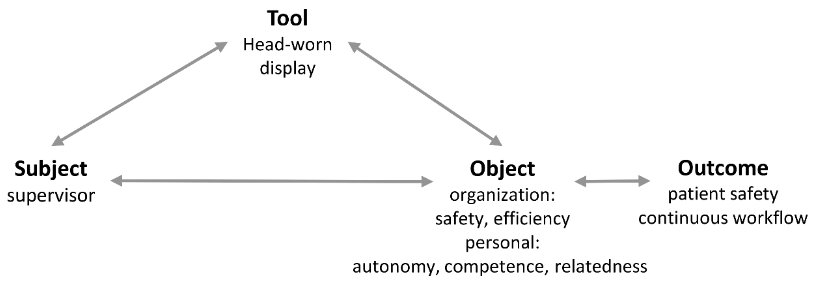 Tool
Head-worn
display
Subject
supervisor
Object
organization:
safety, efficiency
personal:
autonomy, competence, relatedness
Outcome
patient safety
continuous workflow